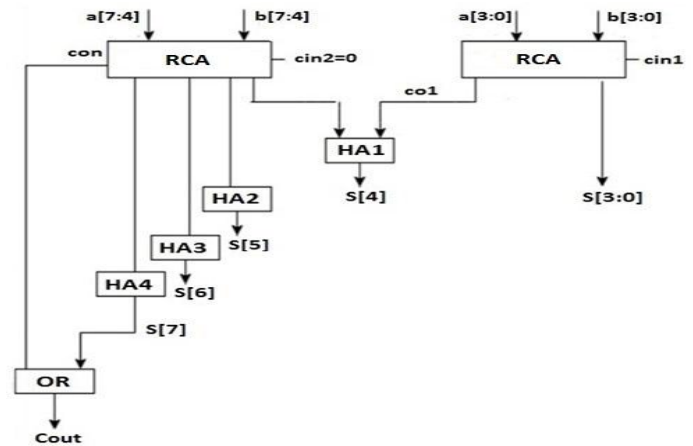 a[7:4] b[7:4] a[3:0] b[3:0]
con RCA cin2=0 RCA cin1
co1
HA1
S[4] S[3:0]
HA2
S[5]
HA3
S[6]
HA4
S[7]
OR
Cout